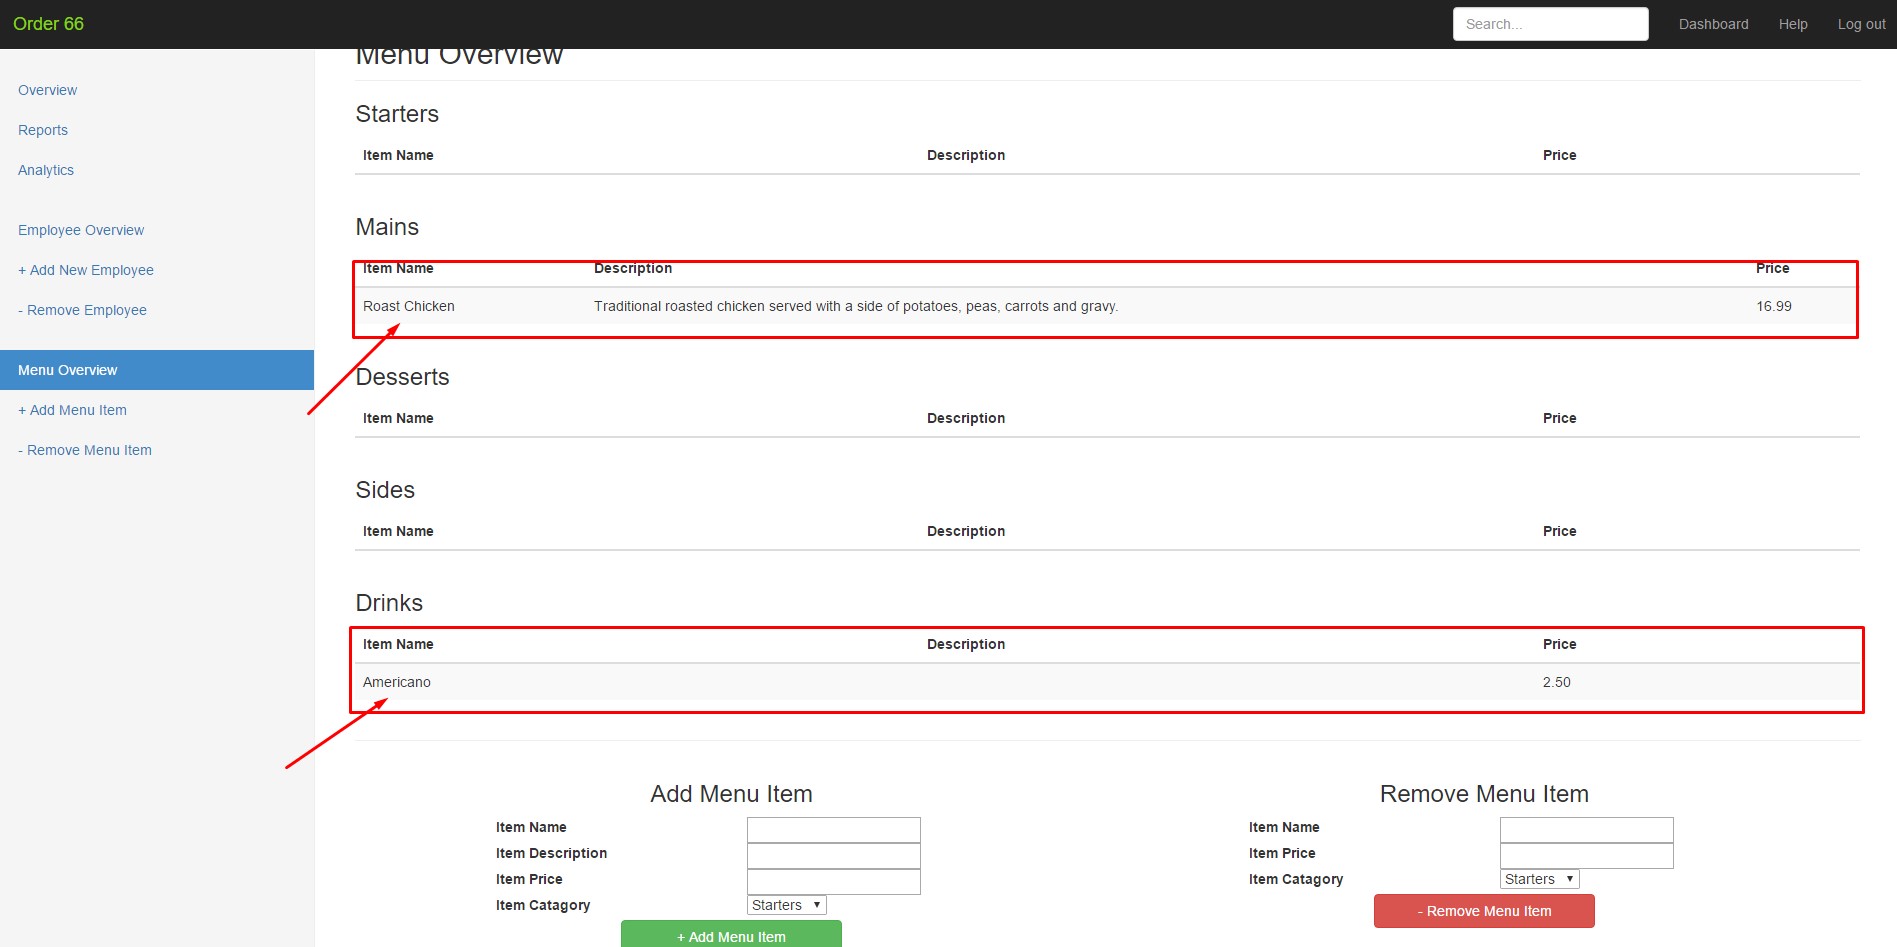 Order 66
Search...
Dashboard
Help
Log out
Overview
Reports
Analytics
Employee Overview
+ Add New Employee
- Remove Employee
Menu Overview
+ Add Menu Item
- Remove Menu Item
Menu Overview
Starters
Item Name Description Price
Mains
Item Name Description Price
Roast Chicken Traditional roasted chicken served with a side of potatoes, peas, carrots and gravy. 16.99
Desserts
Item Name Description Price
Sides
Item Name Description Price
Drinks
Item Name Description Price
Americano 2.50
Add Menu Item
Item Name
Item Description
Item Price
Item Catagory Starters
+ Add Menu Item
Remove Menu Item
Item Name
Item Price
Item Catagory Starters
- Remove Menu Item